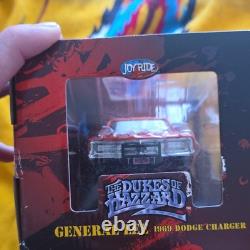 JOYRIDE
THE DUKES OF
HAZZARD
GENERAL LEE 1969 DODGE CHARGER